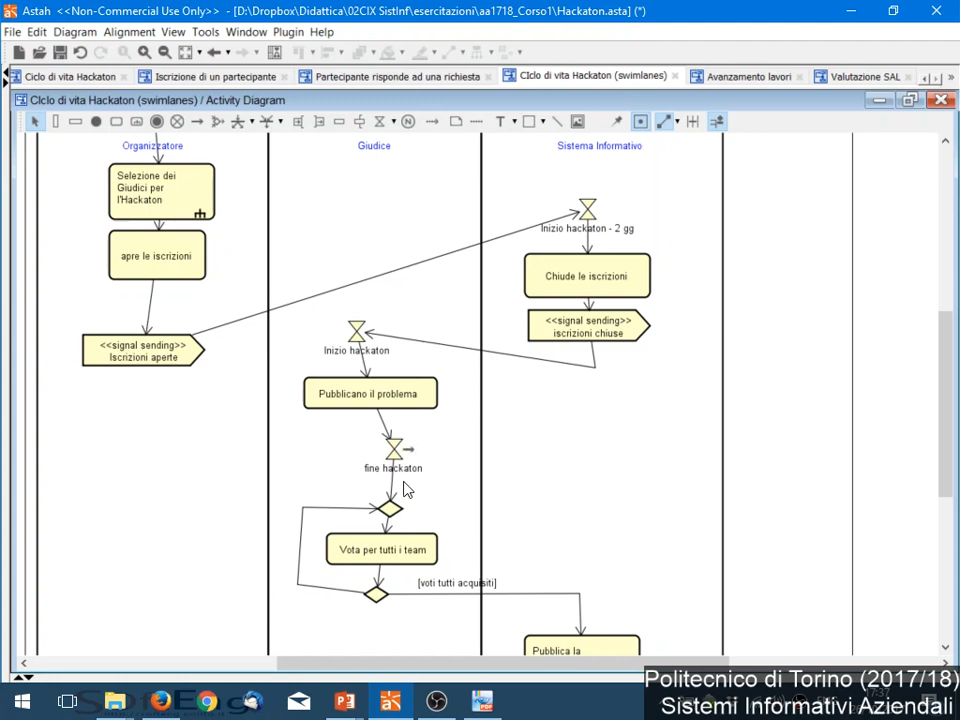 Astah <<Non-Commercial Use Only>> - [D:\Dropbox\Didattica\02CIX SistInf\esercitazioni\aa1718_Corso1\Hackaton.asta] (*)
File Edit Diagram Alignment View Tools Window Plugin Help
Ciclo di vita Hackaton
Iscrizione di un partecipante
Partecipante risponde ad una richiesta
CIclo di vita Hackaton (swimlanes)
Avanzamento lavori
Valutazione SAL
CIclo di vita Hackaton (swimlanes) / Activity Diagram
Organizzatore
Giudice
Sistema Informativo
Selezione dei
Giudici per
l'Hackaton
Inizio hackaton - 2 gg
apre le iscrizioni
Chiude le iscrizioni
<<signal sending>>
iscrizioni chiuse
<<signal sending>>
Iscrizioni aperte
Inizio hackaton
Pubblicano il problema
fine hackaton
Vota per tutti i team
[voti tutti acquisiti]
Pubblica la
Politecnico di Torino (2017/18)
17:37
Sistemi Informativi Aziendali